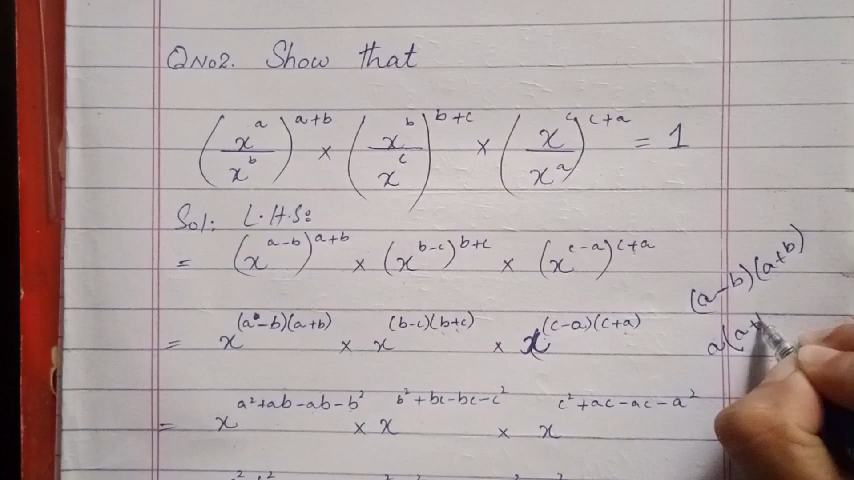 QNo2. Show that
(x^a/x^b)^(a+b) × (x^b/x^c)^(b+c) × (x^c/x^a)^(c+a) = 1
Sol: L.H.S:
= (x^(a-b))^(a+b) × (x^(b-c))^(b+c) × (x^(c-a))^(c+a)
(a-b)(a+b)
= x^((a-b)(a+b)) × x^((b-c)(b+c)) × x^((c-a)(c+a))
a(a+
= x^(a²+ab-ab-b²) × x^(b²+bc-bc-c²) × x^(c²+ac-ac-a²)